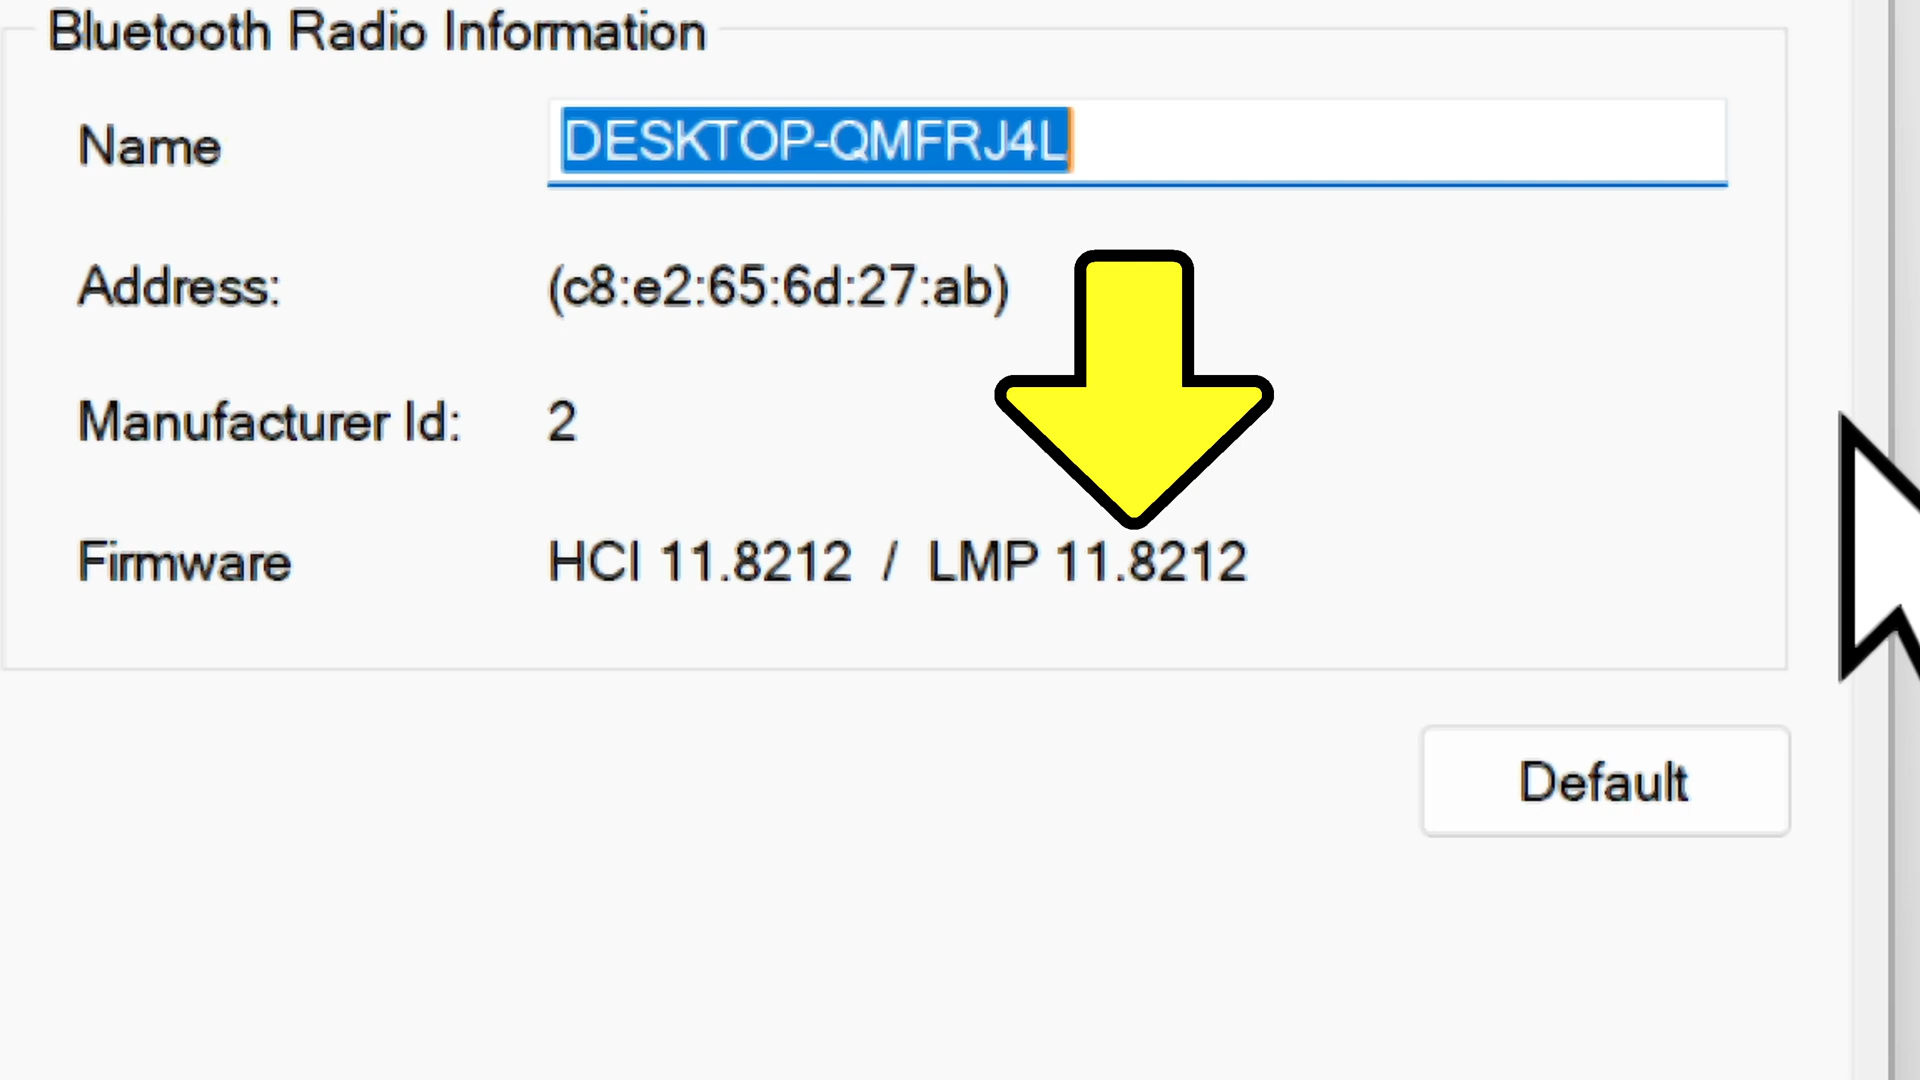 Bluetooth Radio Information
Name DESKTOP-QMFRJ4L
Address: (c8:e2:65:6d:27:ab)
Manufacturer Id: 2
Firmware HCI 11.8212 / LMP 11.8212
Default